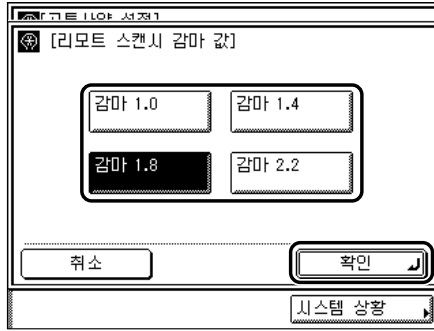 [리모트 스캔시 감마 값]
감마 1.0
감마 1.4
감마 1.8
감마 2.2
취소
확인
시스템 상황